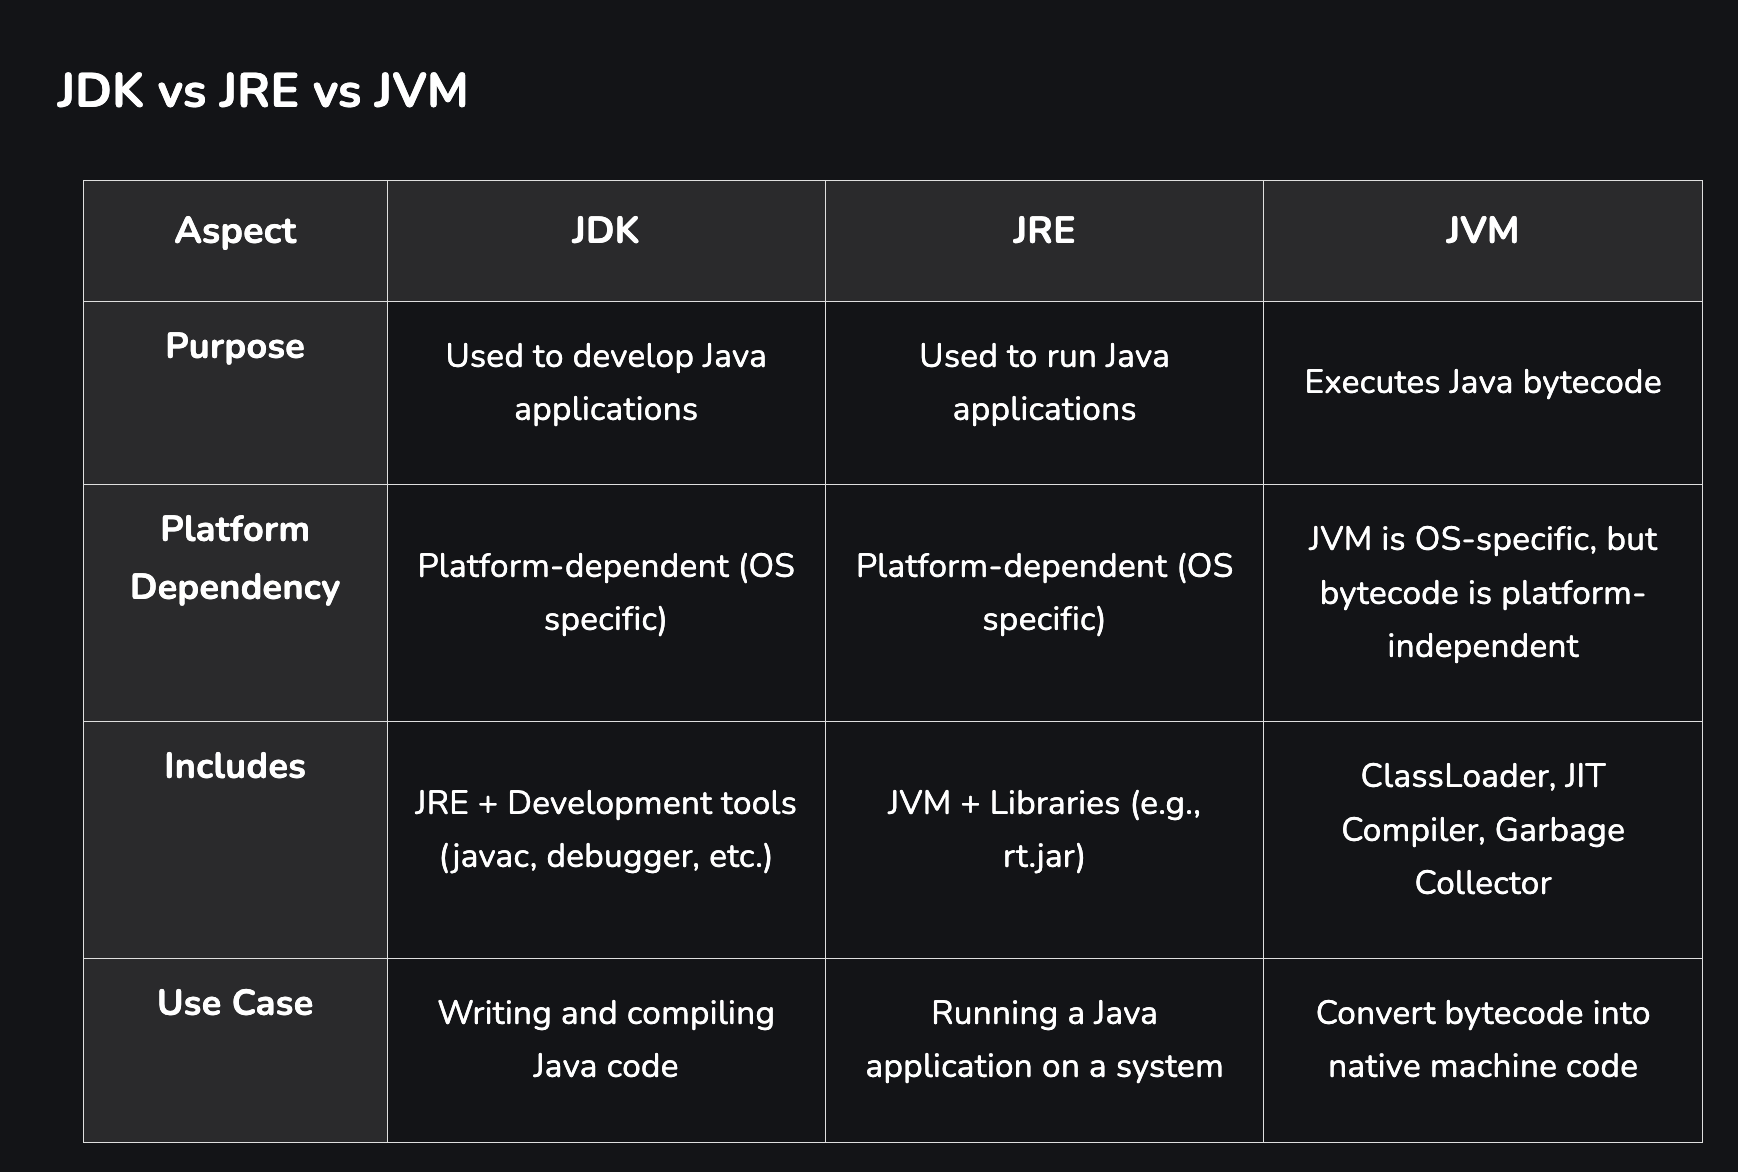 JDK vs JRE vs JVM
Aspect
JDK
JRE
JVM
Purpose
Used to develop Java
applications
Used to run Java
applications
Executes Java bytecode
Platform
Dependency
Platform-dependent (OS
specific)
Platform-dependent (OS
specific)
JVM is OS-specific, but
bytecode is platform-
independent
Includes
JRE + Development tools
(javac, debugger, etc.)
JVM + Libraries (e.g.,
rt.jar)
ClassLoader, JIT
Compiler, Garbage
Collector
Use Case
Writing and compiling
Java code
Running a Java
application on a system
Convert bytecode into
native machine code